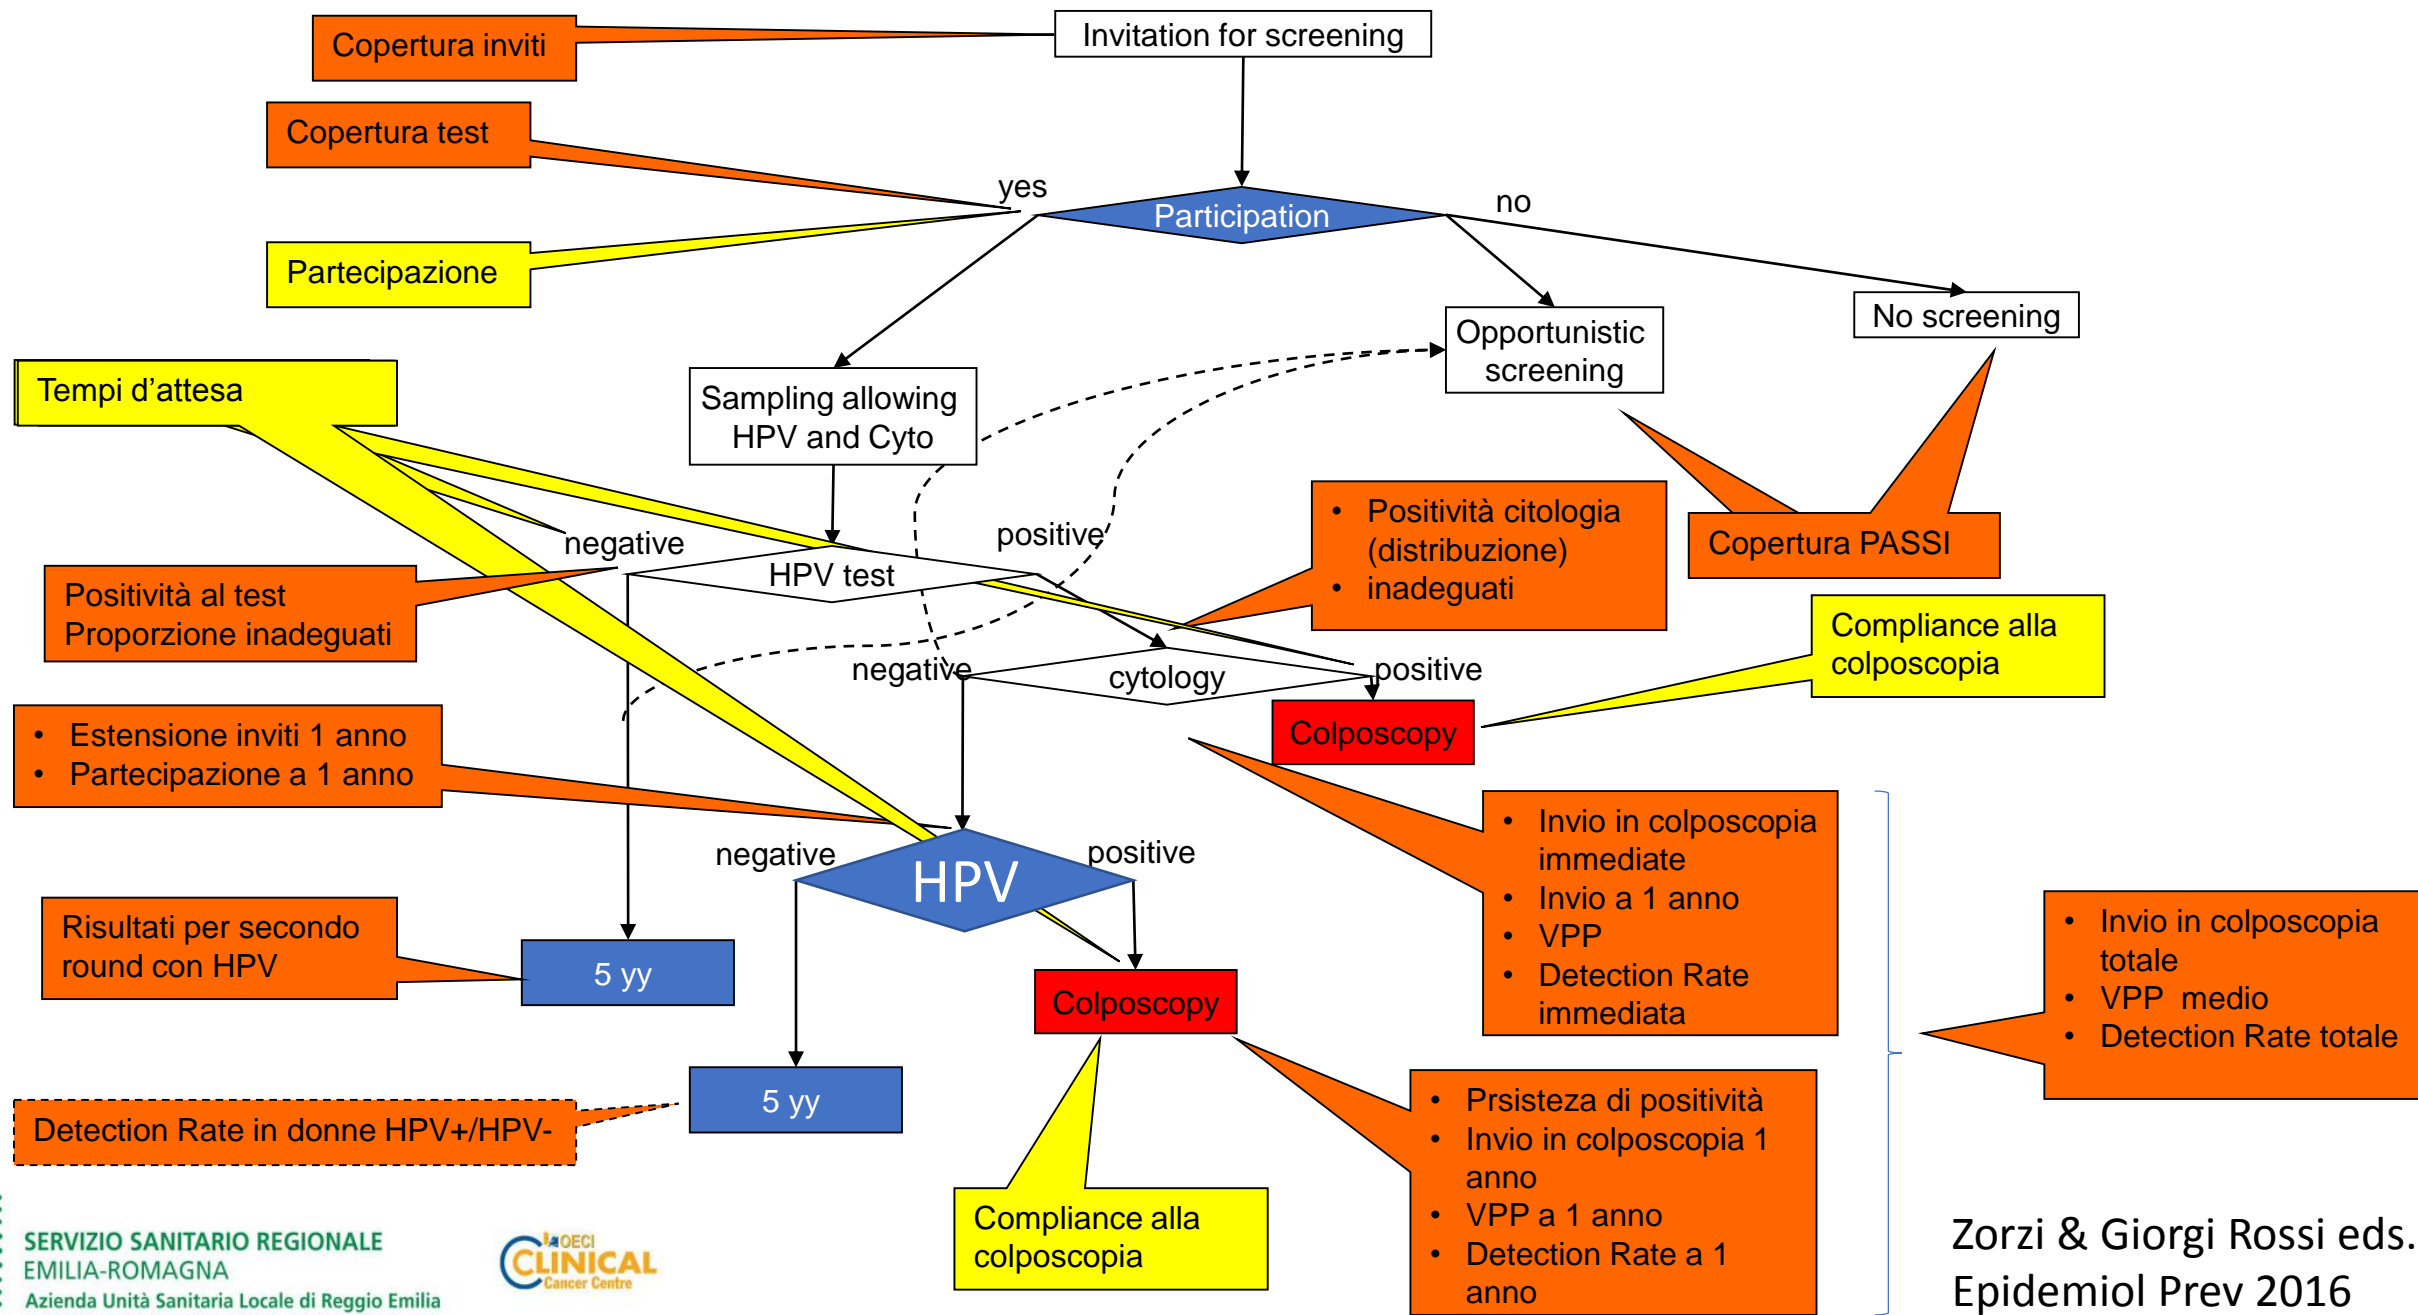 Copertura inviti
Invitation for screening
Copertura test
yes
no
Participation
Partecipazione
Opportunistic
screening
No screening
Tempi d'attesa
Sampling allowing
HPV and Cyto
negative
positive
HPV test
• Positività citologia
(distribuzione)
• inadeguati
Copertura PASSI
Positività al test
Proporzione inadeguati
Compliance alla
colposcopia
negative
cytology
positive
Colposcopy
• Estensione inviti 1 anno
• Partecipazione a 1 anno
negative
HPV
positive
• Invio in colposcopia
immediate
• Invio a 1 anno
• VPP
• Detection Rate
immediata
Risultati per secondo
round con HPV
5 yy
Colposcopy
• Invio in colposcopia
totale
• VPP medio
• Detection Rate totale
5 yy
Detection Rate in donne HPV+/HPV-
Compliance alla
colposcopia
• Prsisteza di positività
• Invio in colposcopia 1
anno
• VPP a 1 anno
• Detection Rate a 1
anno
SERVIZIO SANITARIO REGIONALE
EMILIA-ROMAGNA
Azienda Unità Sanitaria Locale di Reggio Emilia
OECI
CLINICAL
Cancer Centre
Zorzi & Giorgi Rossi eds.
Epidemiol Prev 2016